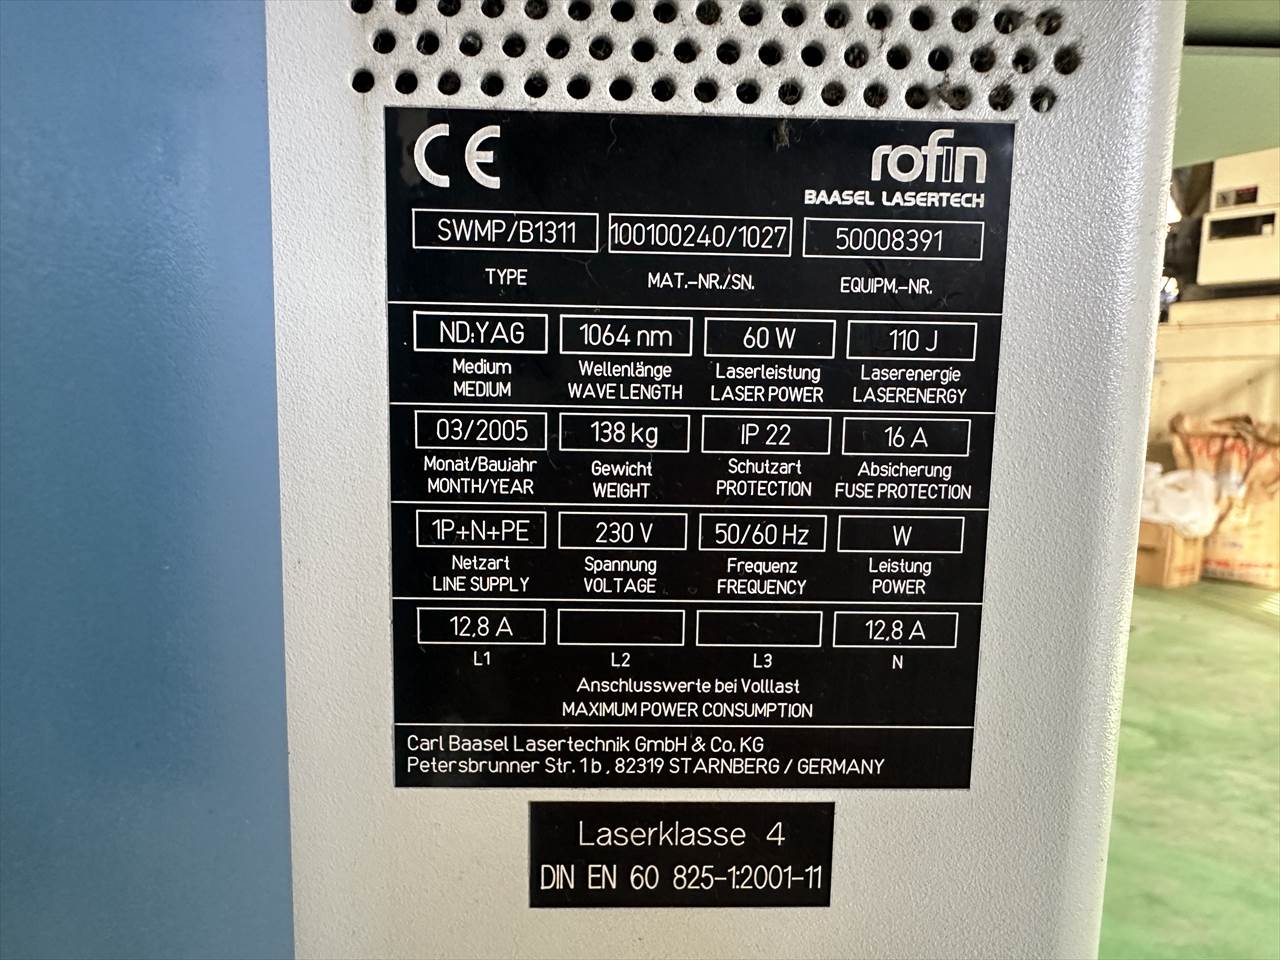 CE
rofin
BAASEL LASERTECH
SWMP/B1311 100100240/1027 50008391
TYPE MAT.-NR./SN. EQUIPM.-NR.
ND:YAG 1064 nm 60 W 110 J
Medium Wellenlänge Laserleistung Laserenergie
MEDIUM WAVE LENGTH LASER POWER LASERENERGY
03/2005 138 kg IP 22 16 A
Monat/Baujahr Gewicht Schutzart Absicherung
MONTH/YEAR WEIGHT PROTECTION FUSE PROTECTION
1P+N+PE 230 V 50/60 Hz W
Netzart Spannung Frequenz Leistung
LINE SUPPLY VOLTAGE FREQUENCY POWER
12,8 A 12,8 A
L1 L2 L3 N
Anschlusswerte bei Volllast
MAXIMUM POWER CONSUMPTION
Carl Baasel Lasertechnik GmbH & Co. KG
Petersbrunner Str. 1b, 82319 STARNBERG / GERMANY
Laserklasse 4
DIN EN 60 825-1:2001-11